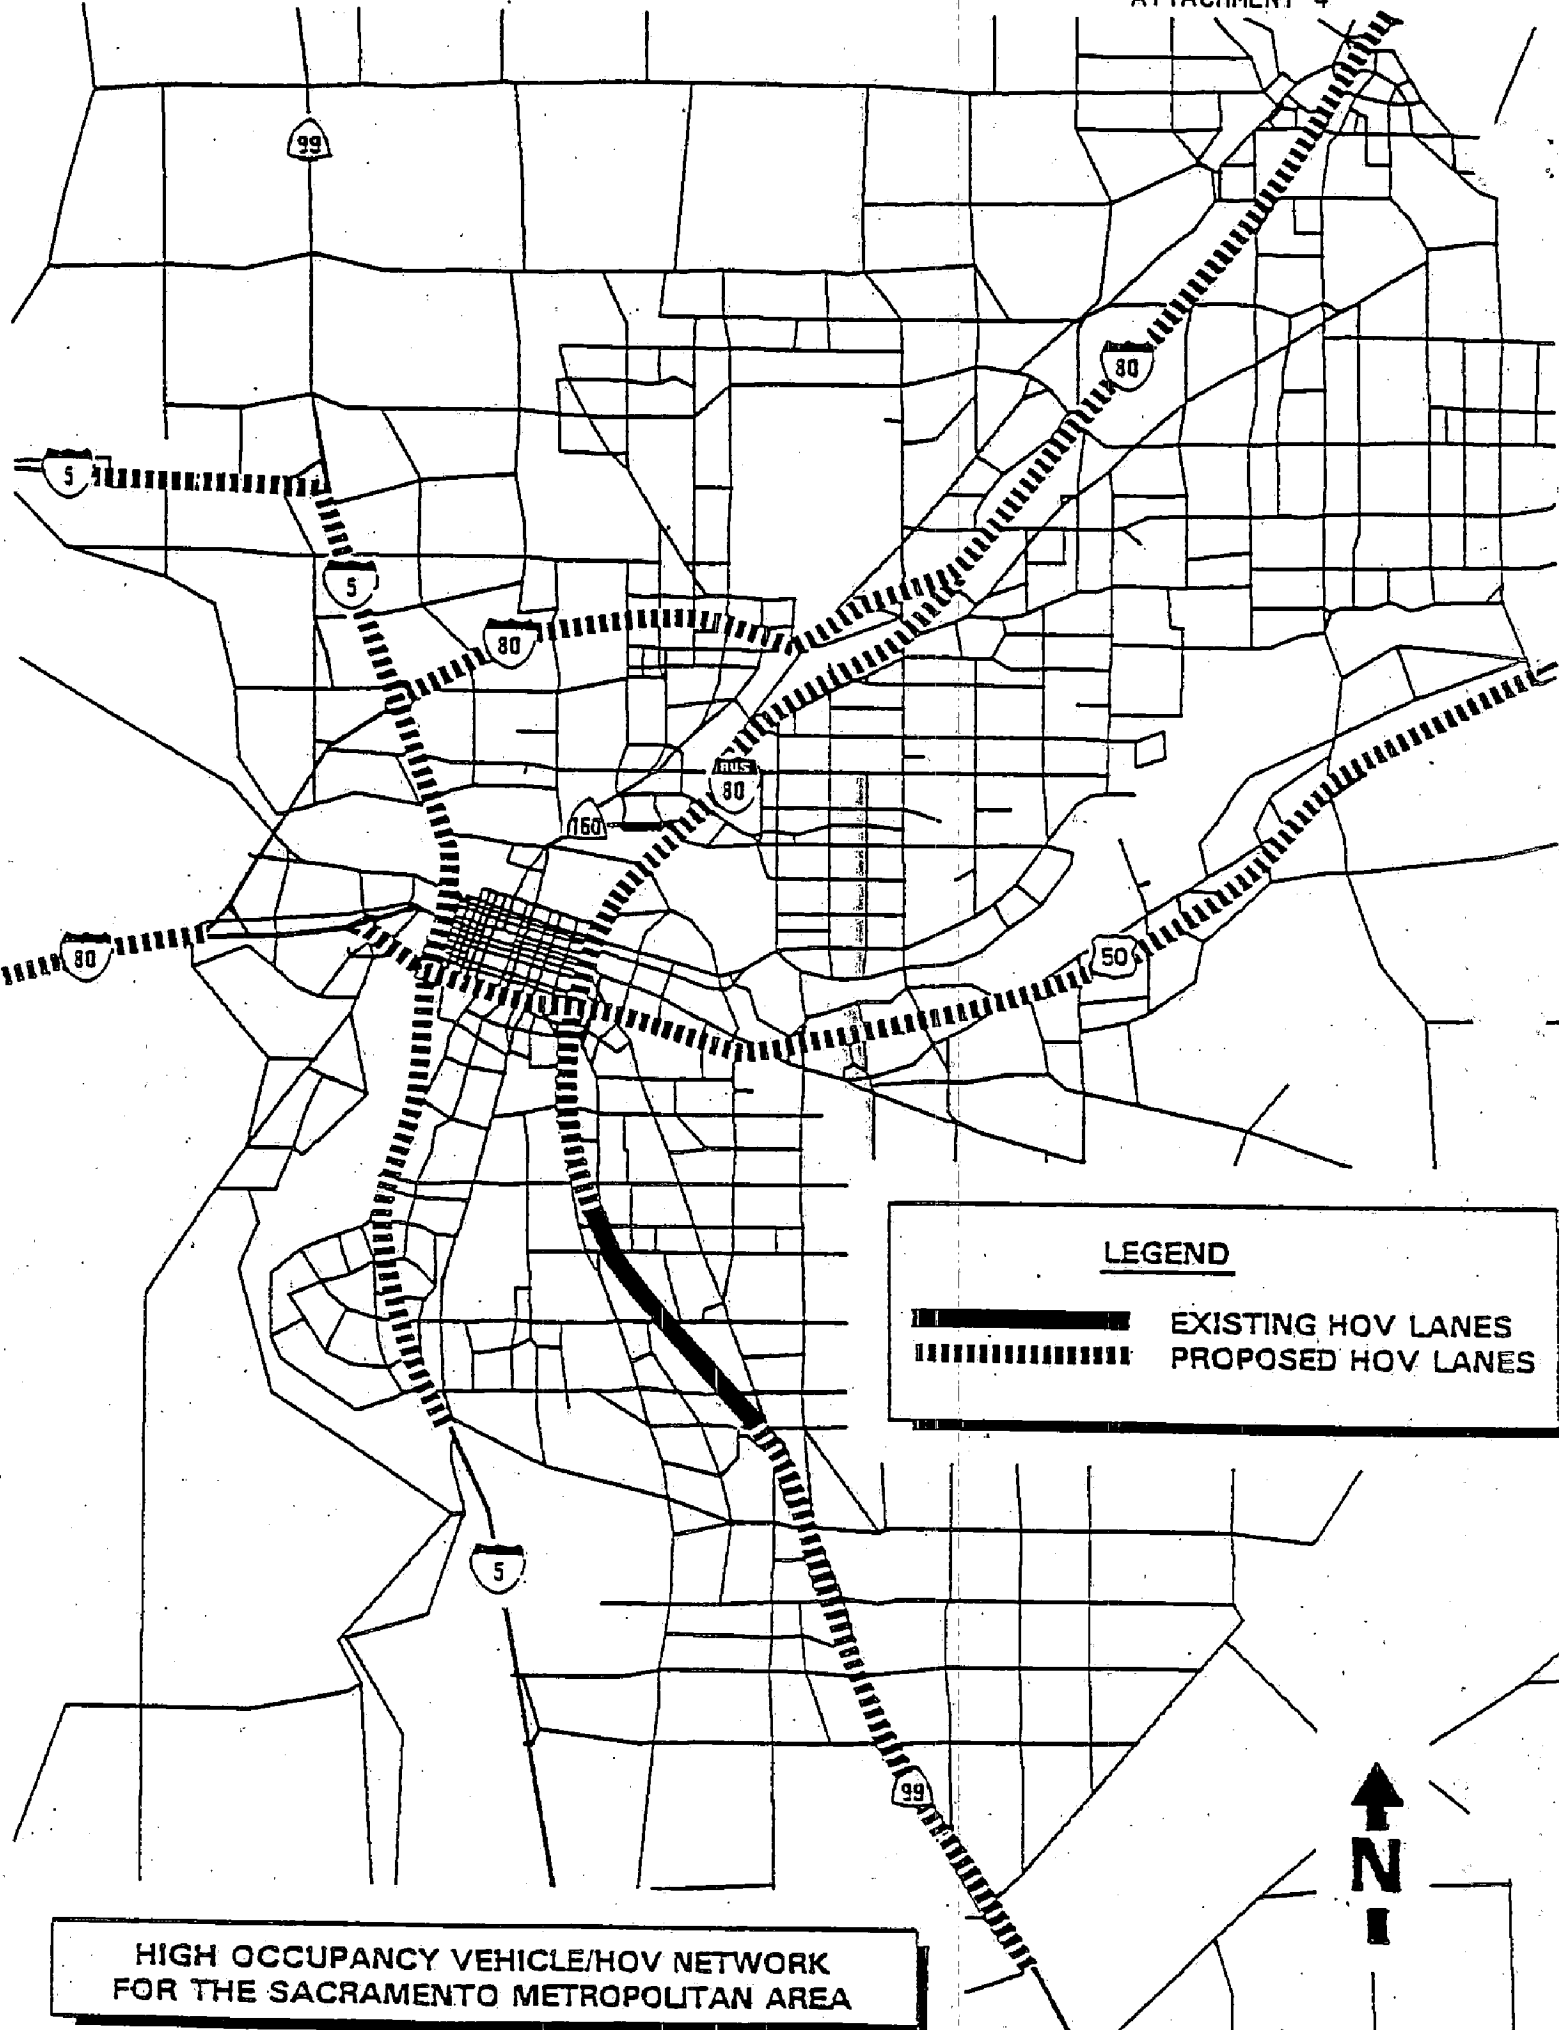 ATTACHMENT 4
99
80
5
5
80
BUS
80
160
80
50
LEGEND
EXISTING HOV LANES
PROPOSED HOV LANES
5
99
N
HIGH OCCUPANCY VEHICLE/HOV NETWORK
FOR THE SACRAMENTO METROPOLITAN AREA